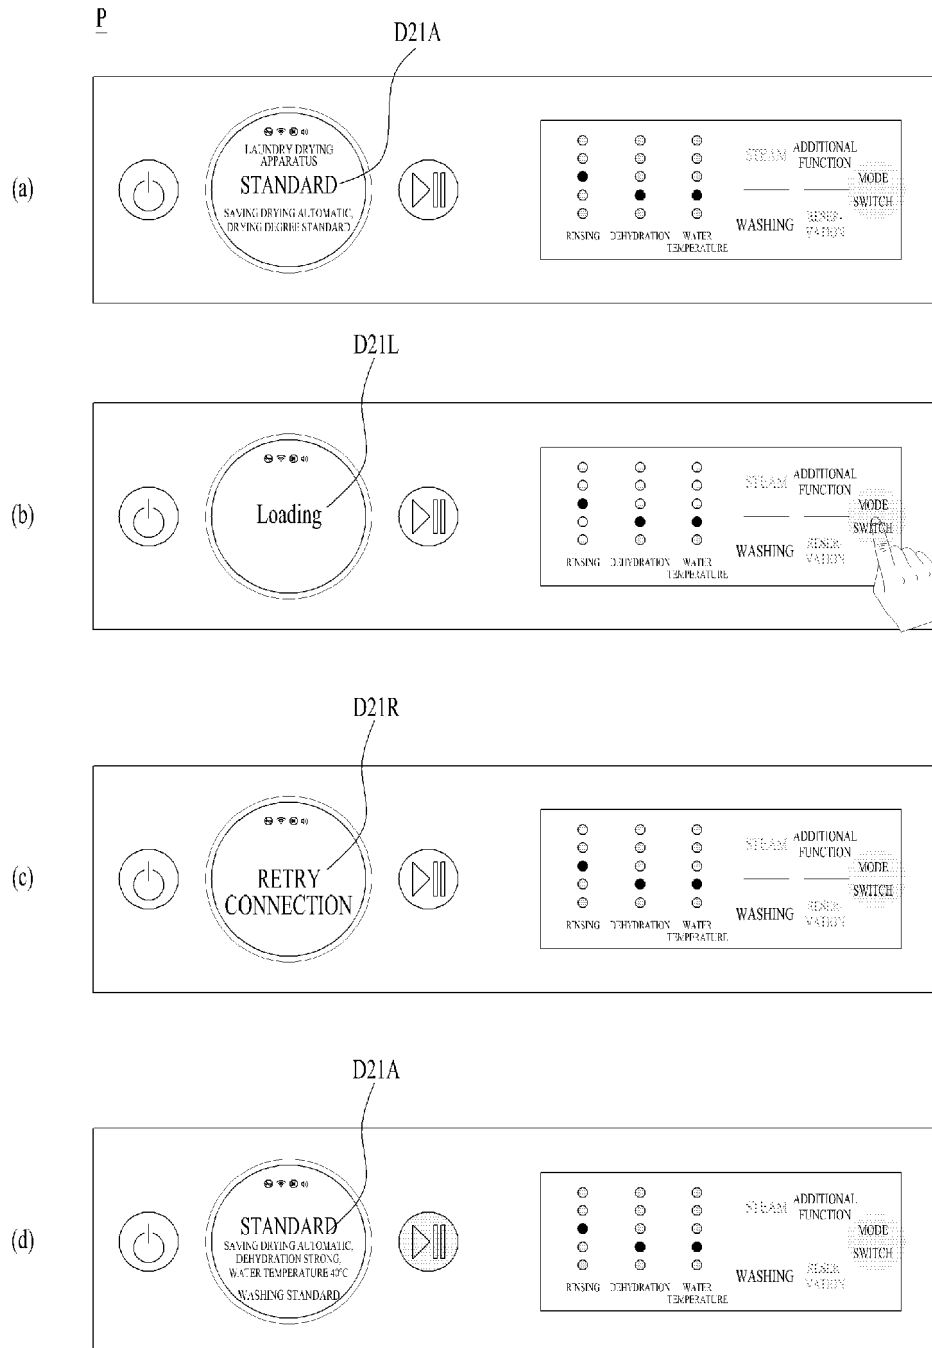 P
D21A
(a)
LAUNDRY DRYING
APPARATUS
STANDARD
SAVING DRYING AUTOMATIC,
DRYING DEGREE STANDARD
RINSING
DEHYDRATION
WATER
TEMPERATURE
STEAM
ADDITIONAL
FUNCTION
WASHING
RESER-
VATION
MODE
SWITCH
D21L
(b)
Loading
RINSING
DEHYDRATION
WATER
TEMPERATURE
STEAM
ADDITIONAL
FUNCTION
WASHING
RESER-
VATION
MODE
SWITCH
D21R
(c)
RETRY
CONNECTION
RINSING
DEHYDRATION
WATER
TEMPERATURE
STEAM
ADDITIONAL
FUNCTION
WASHING
RESER-
VATION
MODE
SWITCH
D21A
(d)
STANDARD
SAVING DRYING AUTOMATIC,
DEHYDRATION STRONG,
WATER TEMPERATURE 40°C
WASHING STANDARD
RINSING
DEHYDRATION
WATER
TEMPERATURE
STEAM
ADDITIONAL
FUNCTION
WASHING
RESER-
VATION
MODE
SWITCH